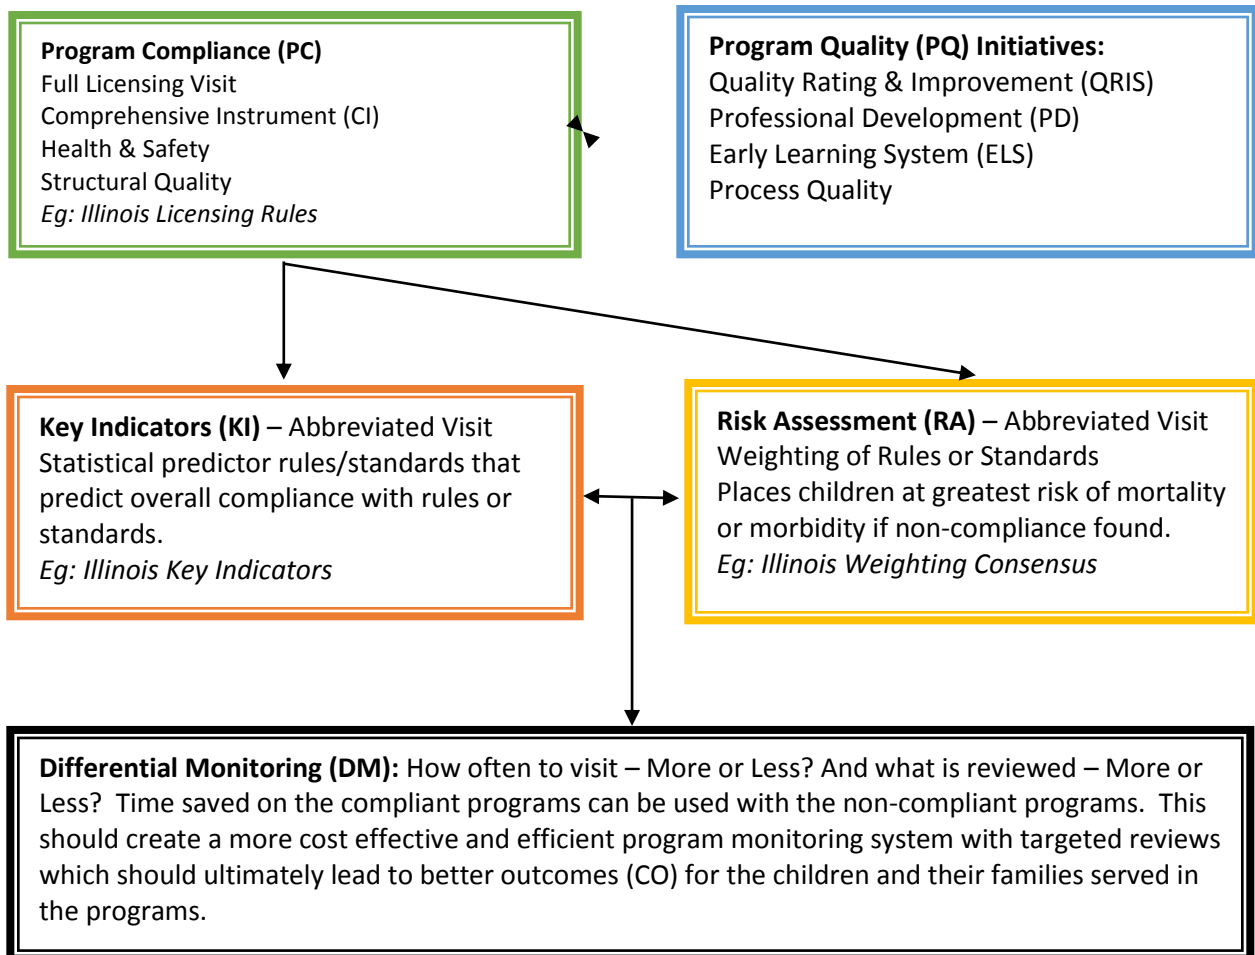 Program Compliance (PC)
Full Licensing Visit
Comprehensive Instrument (CI)
Health & Safety
Structural Quality
Eg: Illinois Licensing Rules
Program Quality (PQ) Initiatives:
Quality Rating & Improvement (QRIS)
Professional Development (PD)
Early Learning System (ELS)
Process Quality
Key Indicators (KI) – Abbreviated Visit
Statistical predictor rules/standards that
predict overall compliance with rules or
standards.
Eg: Illinois Key Indicators
Risk Assessment (RA) – Abbreviated Visit
Weighting of Rules or Standards
Places children at greatest risk of mortality
or morbidity if non-compliance found.
Eg: Illinois Weighting Consensus
Differential Monitoring (DM): How often to visit – More or Less? And what is reviewed – More or
Less?  Time saved on the compliant programs can be used with the non-compliant programs.  This
should create a more cost effective and efficient program monitoring system with targeted reviews
which should ultimately lead to better outcomes (CO) for the children and their families served in
the programs.